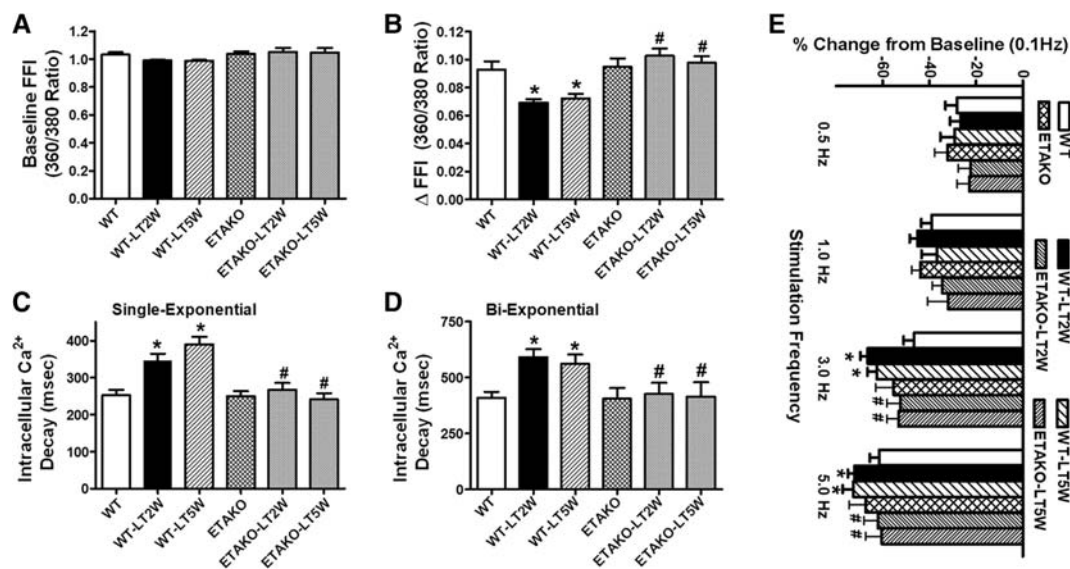 A
Baseline FFI
(360/380 Ratio)
1.2
1.0
0.8
0.6
0.4
0.2
0.0
WT
WT-LT2W
WT-LT5W
ETAKO
ETAKO-LT2W
ETAKO-LT5W
B
Δ FFI (360/380 Ratio)
0.12
0.10
0.08
0.06
0.04
0.02
0.00
* * # #
WT
WT-LT2W
WT-LT5W
ETAKO
ETAKO-LT2W
ETAKO-LT5W
C
Single-Exponential
Intracellular Ca2+
Decay (msec)
400
300
200
100
0
* * # #
WT
WT-LT2W
WT-LT5W
ETAKO
ETAKO-LT2W
ETAKO-LT5W
D
Bi-Exponential
Intracellular Ca2+
Decay (msec)
750
500
250
0
* * # #
WT
WT-LT2W
WT-LT5W
ETAKO
ETAKO-LT2W
ETAKO-LT5W
E
% Change from Baseline (0.1Hz)
-60
-40
-20
0
WT
ETAKO
WT-LT2W
ETAKO-LT2W
WT-LT5W
ETAKO-LT5W
0.5 Hz
1.0 Hz
3.0 Hz
5.0 Hz
* * # #
* * # #
Stimulation Frequency